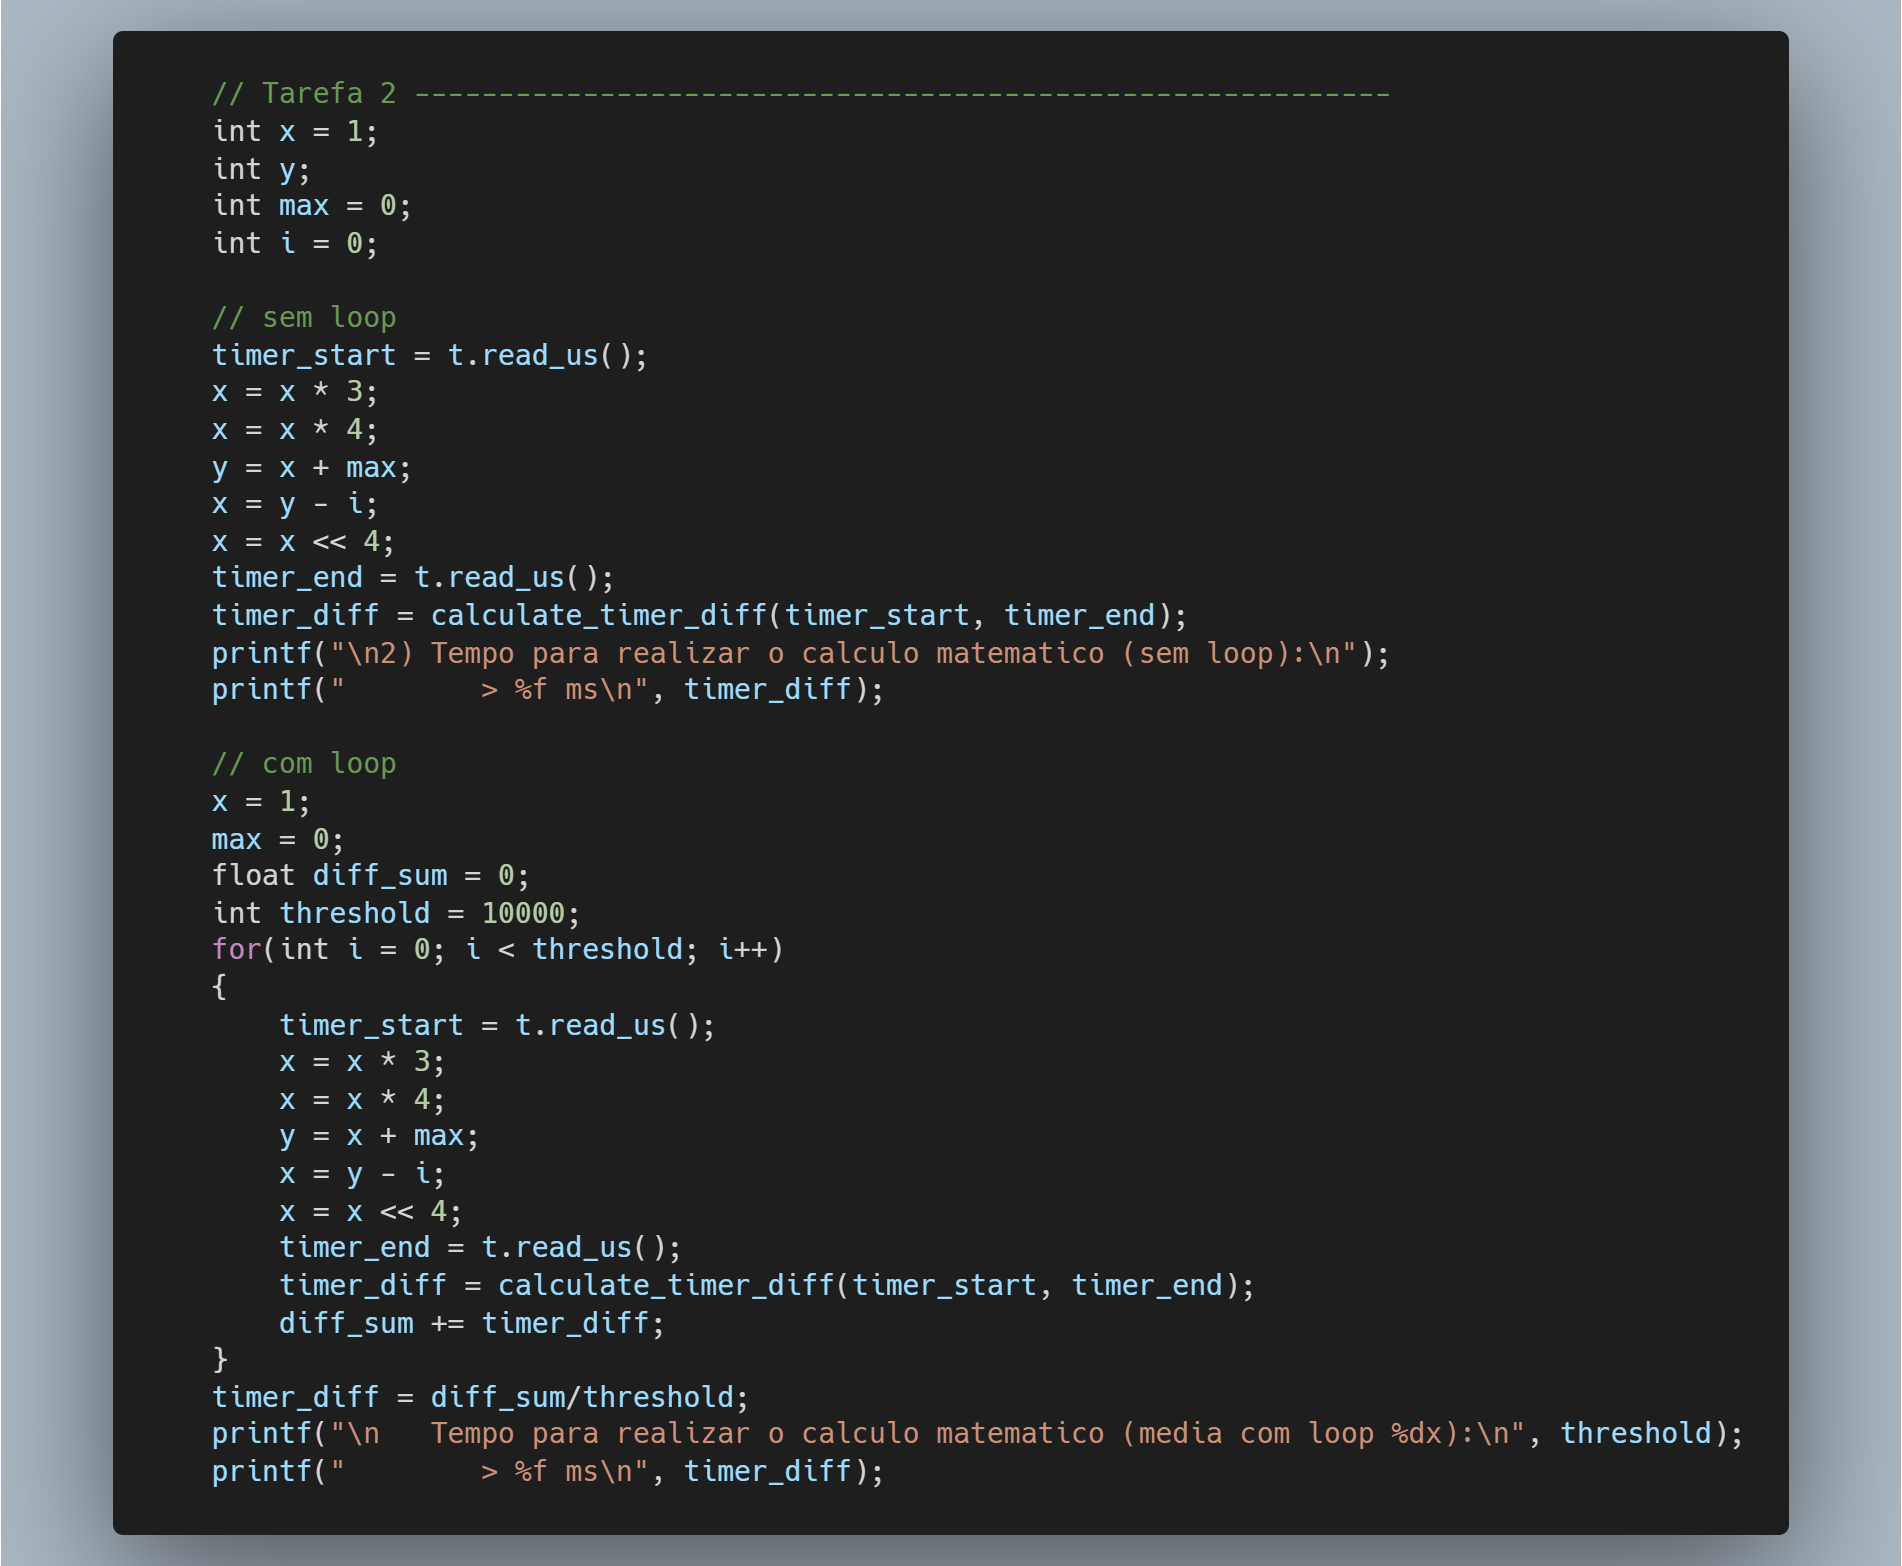 // Tarefa 2 ----------------------------------------------------------
int x = 1;
int y;
int max = 0;
int i = 0;

// sem loop
timer_start = t.read_us();
x = x * 3;
x = x * 4;
y = x + max;
x = y - i;
x = x << 4;
timer_end = t.read_us();
timer_diff = calculate_timer_diff(timer_start, timer_end);
printf("\n2) Tempo para realizar o calculo matematico (sem loop):\n");
printf("        > %f ms\n", timer_diff);

// com loop
x = 1;
max = 0;
float diff_sum = 0;
int threshold = 10000;
for(int i = 0; i < threshold; i++)
{
    timer_start = t.read_us();
    x = x * 3;
    x = x * 4;
    y = x + max;
    x = y - i;
    x = x << 4;
    timer_end = t.read_us();
    timer_diff = calculate_timer_diff(timer_start, timer_end);
    diff_sum += timer_diff;
}
timer_diff = diff_sum/threshold;
printf("\n   Tempo para realizar o calculo matematico (media com loop %dx):\n", threshold);
printf("        > %f ms\n", timer_diff);